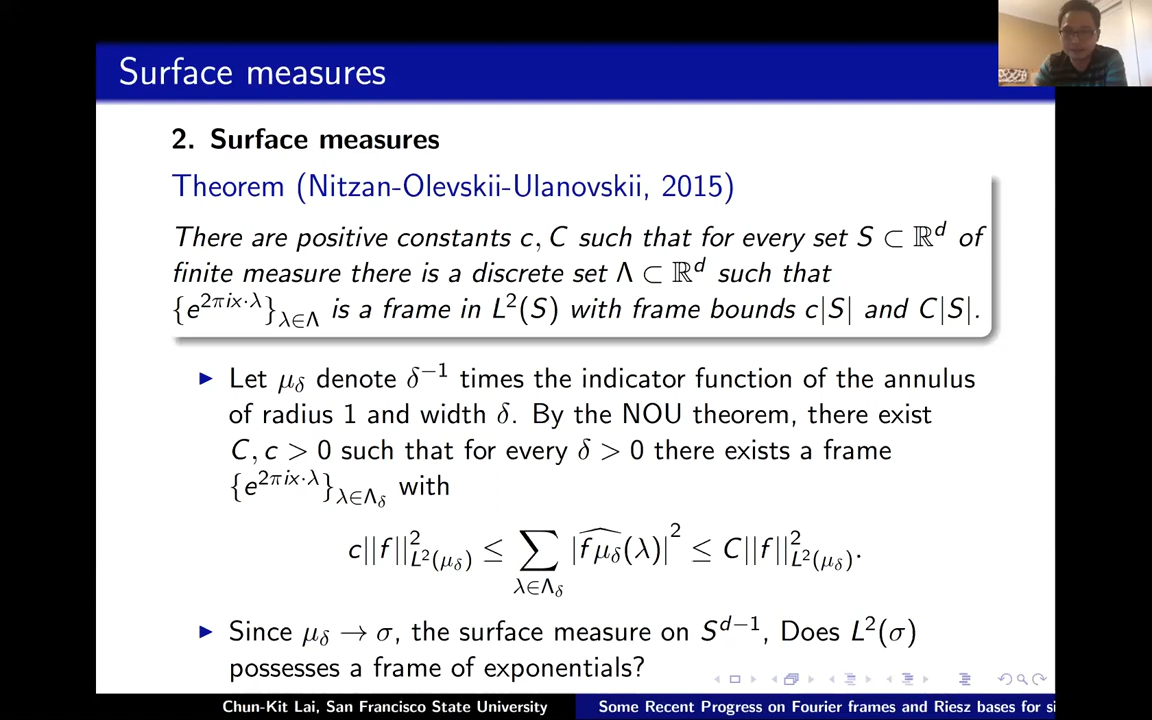 Surface measures
2. Surface measures
Theorem (Nitzan-Olevskii-Ulanovskii, 2015)
There are positive constants c, C such that for every set S ⊂ ℝ^d of
finite measure there is a discrete set Λ ⊂ ℝ^d such that
{e^{2πix·λ}}_{λ∈Λ} is a frame in L²(S) with frame bounds c|S| and C|S|.
▶ Let μ_δ denote δ^{-1} times the indicator function of the annulus
of radius 1 and width δ. By the NOU theorem, there exist
C, c > 0 such that for every δ > 0 there exists a frame
{e^{2πix·λ}}_{λ∈Λ_δ} with
c||f||²_{L²(μ_δ)} ≤ ∑_{λ∈Λ_δ} |\widehat{fμ_δ}(λ)|² ≤ C||f||²_{L²(μ_δ)}.
▶ Since μ_δ → σ, the surface measure on S^{d−1}, Does L²(σ)
possesses a frame of exponentials?
Chun-Kit Lai, San Francisco State University
Some Recent Progress on Fourier frames and Riesz bases for si